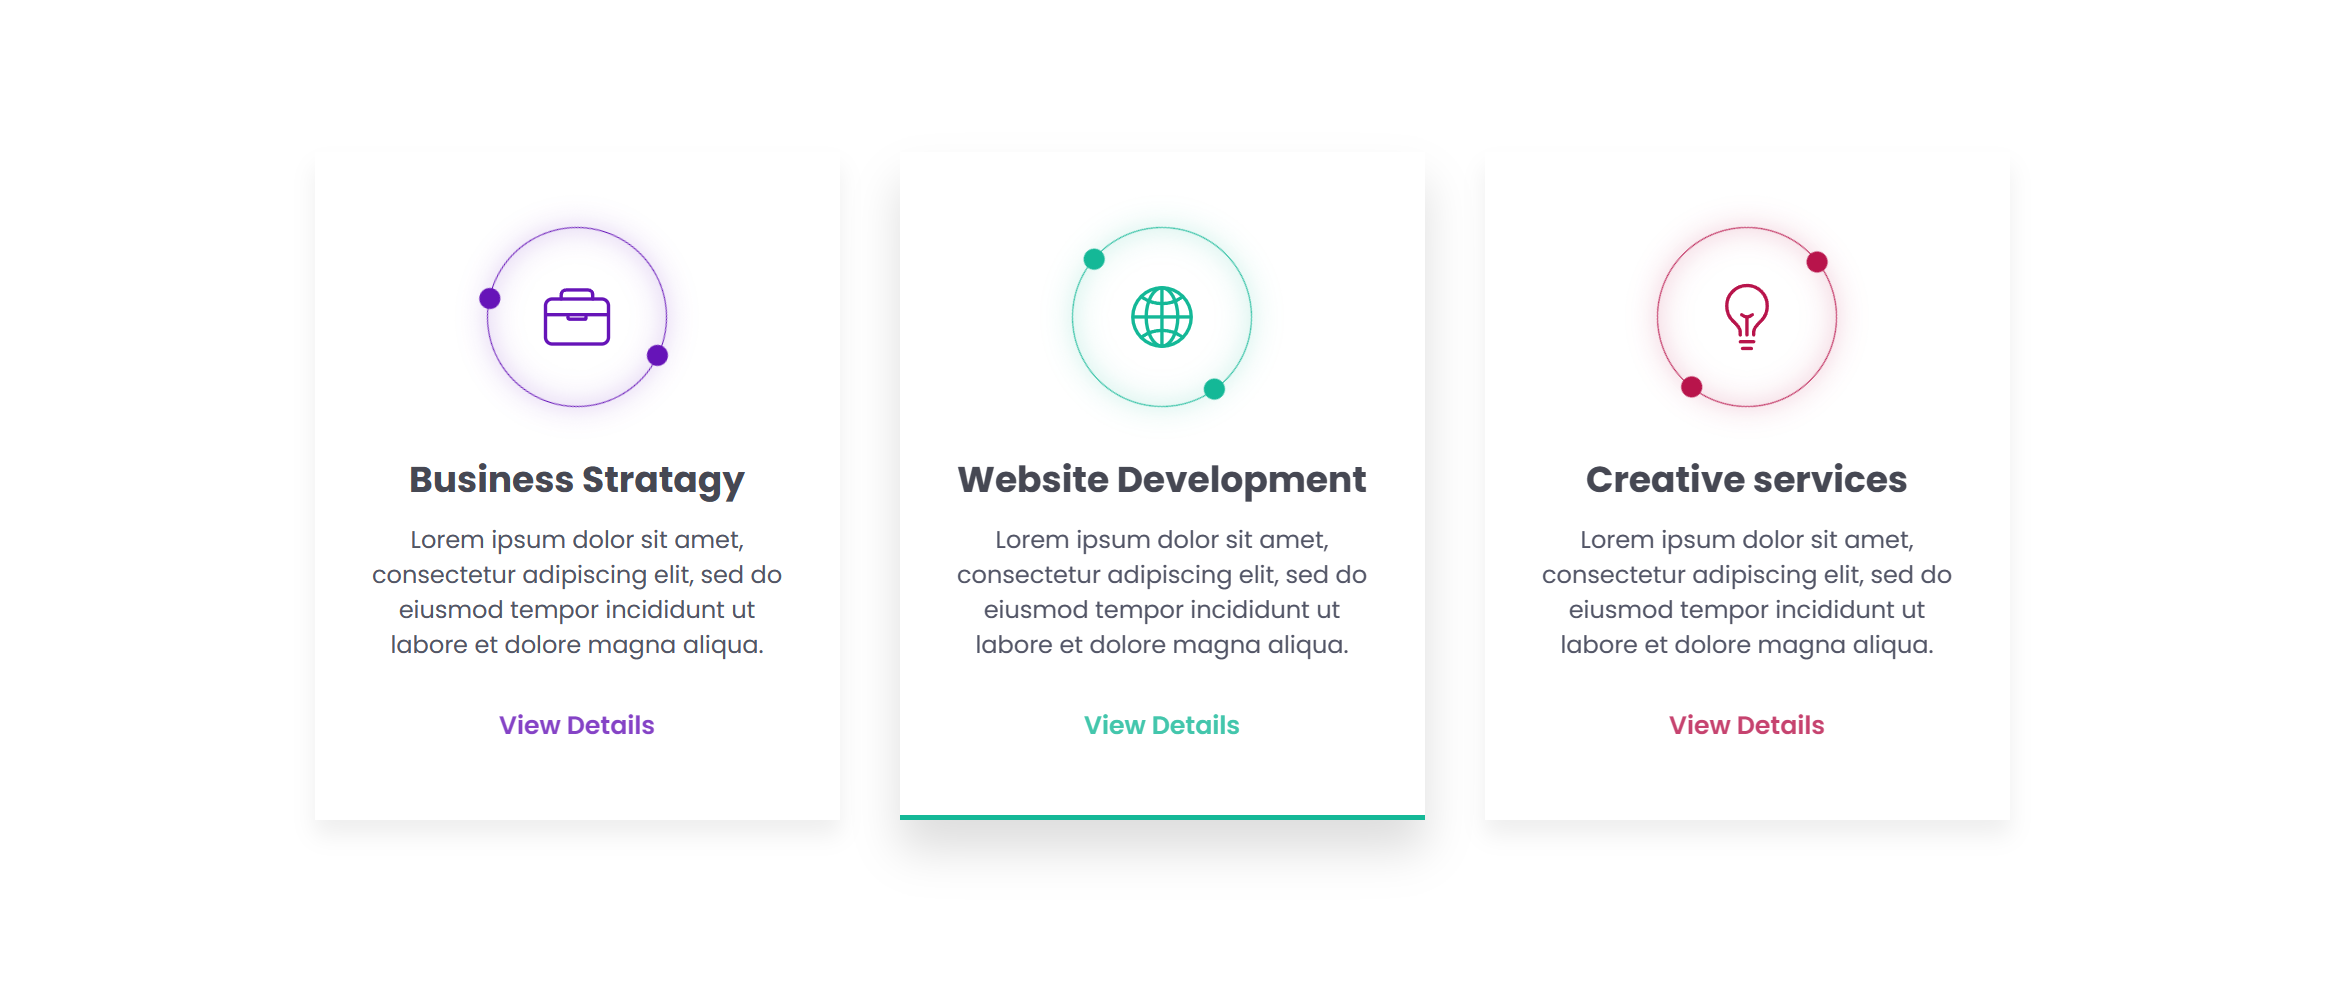 Business Stratagy
Lorem ipsum dolor sit amet,
consectetur adipiscing elit, sed do
eiusmod tempor incididunt ut
labore et dolore magna aliqua.
View Details
Website Development
Lorem ipsum dolor sit amet,
consectetur adipiscing elit, sed do
eiusmod tempor incididunt ut
labore et dolore magna aliqua.
View Details
Creative services
Lorem ipsum dolor sit amet,
consectetur adipiscing elit, sed do
eiusmod tempor incididunt ut
labore et dolore magna aliqua.
View Details